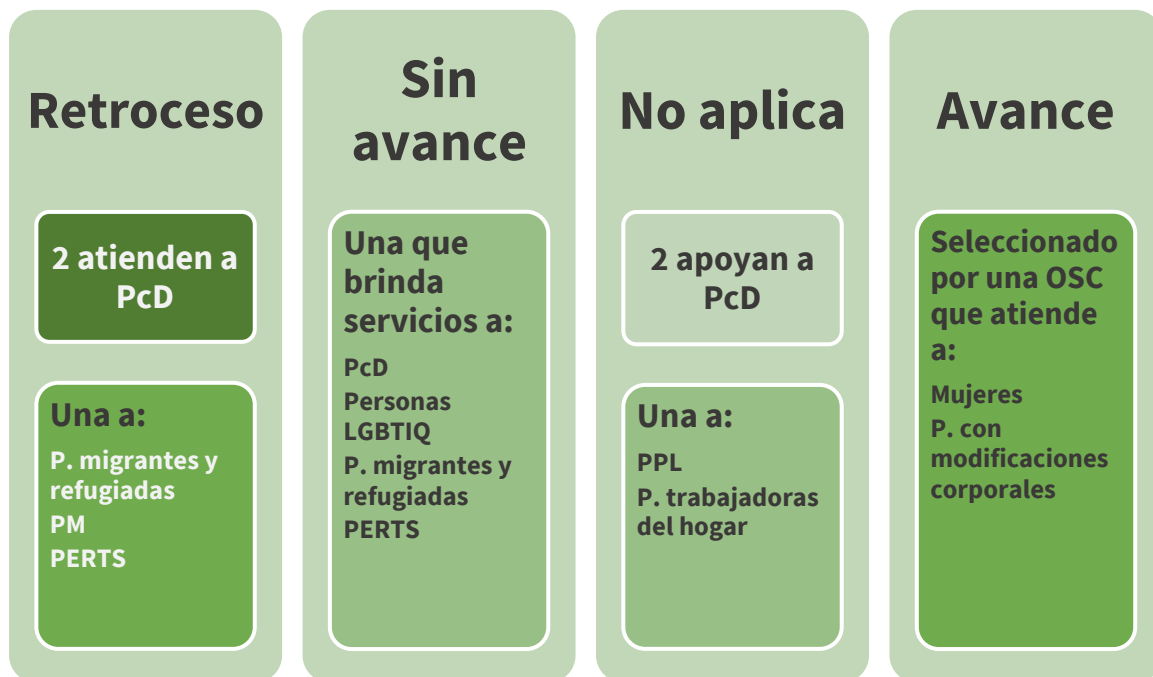 Retroceso
2 atienden a
PcD
Una a:
P. migrantes y
refugiadas
PM
PERTS
Sin
avance
Una que
brinda
servicios a:
PcD
Personas
LGBTIQ
P. migrantes y
refugiadas
PERTS
No aplica
2 apoyan a
PcD
Una a:
PPL
P. trabajadoras
del hogar
Avance
Seleccionado
por una OSC
que atiende
a:
Mujeres
P. con
modificaciones
corporales